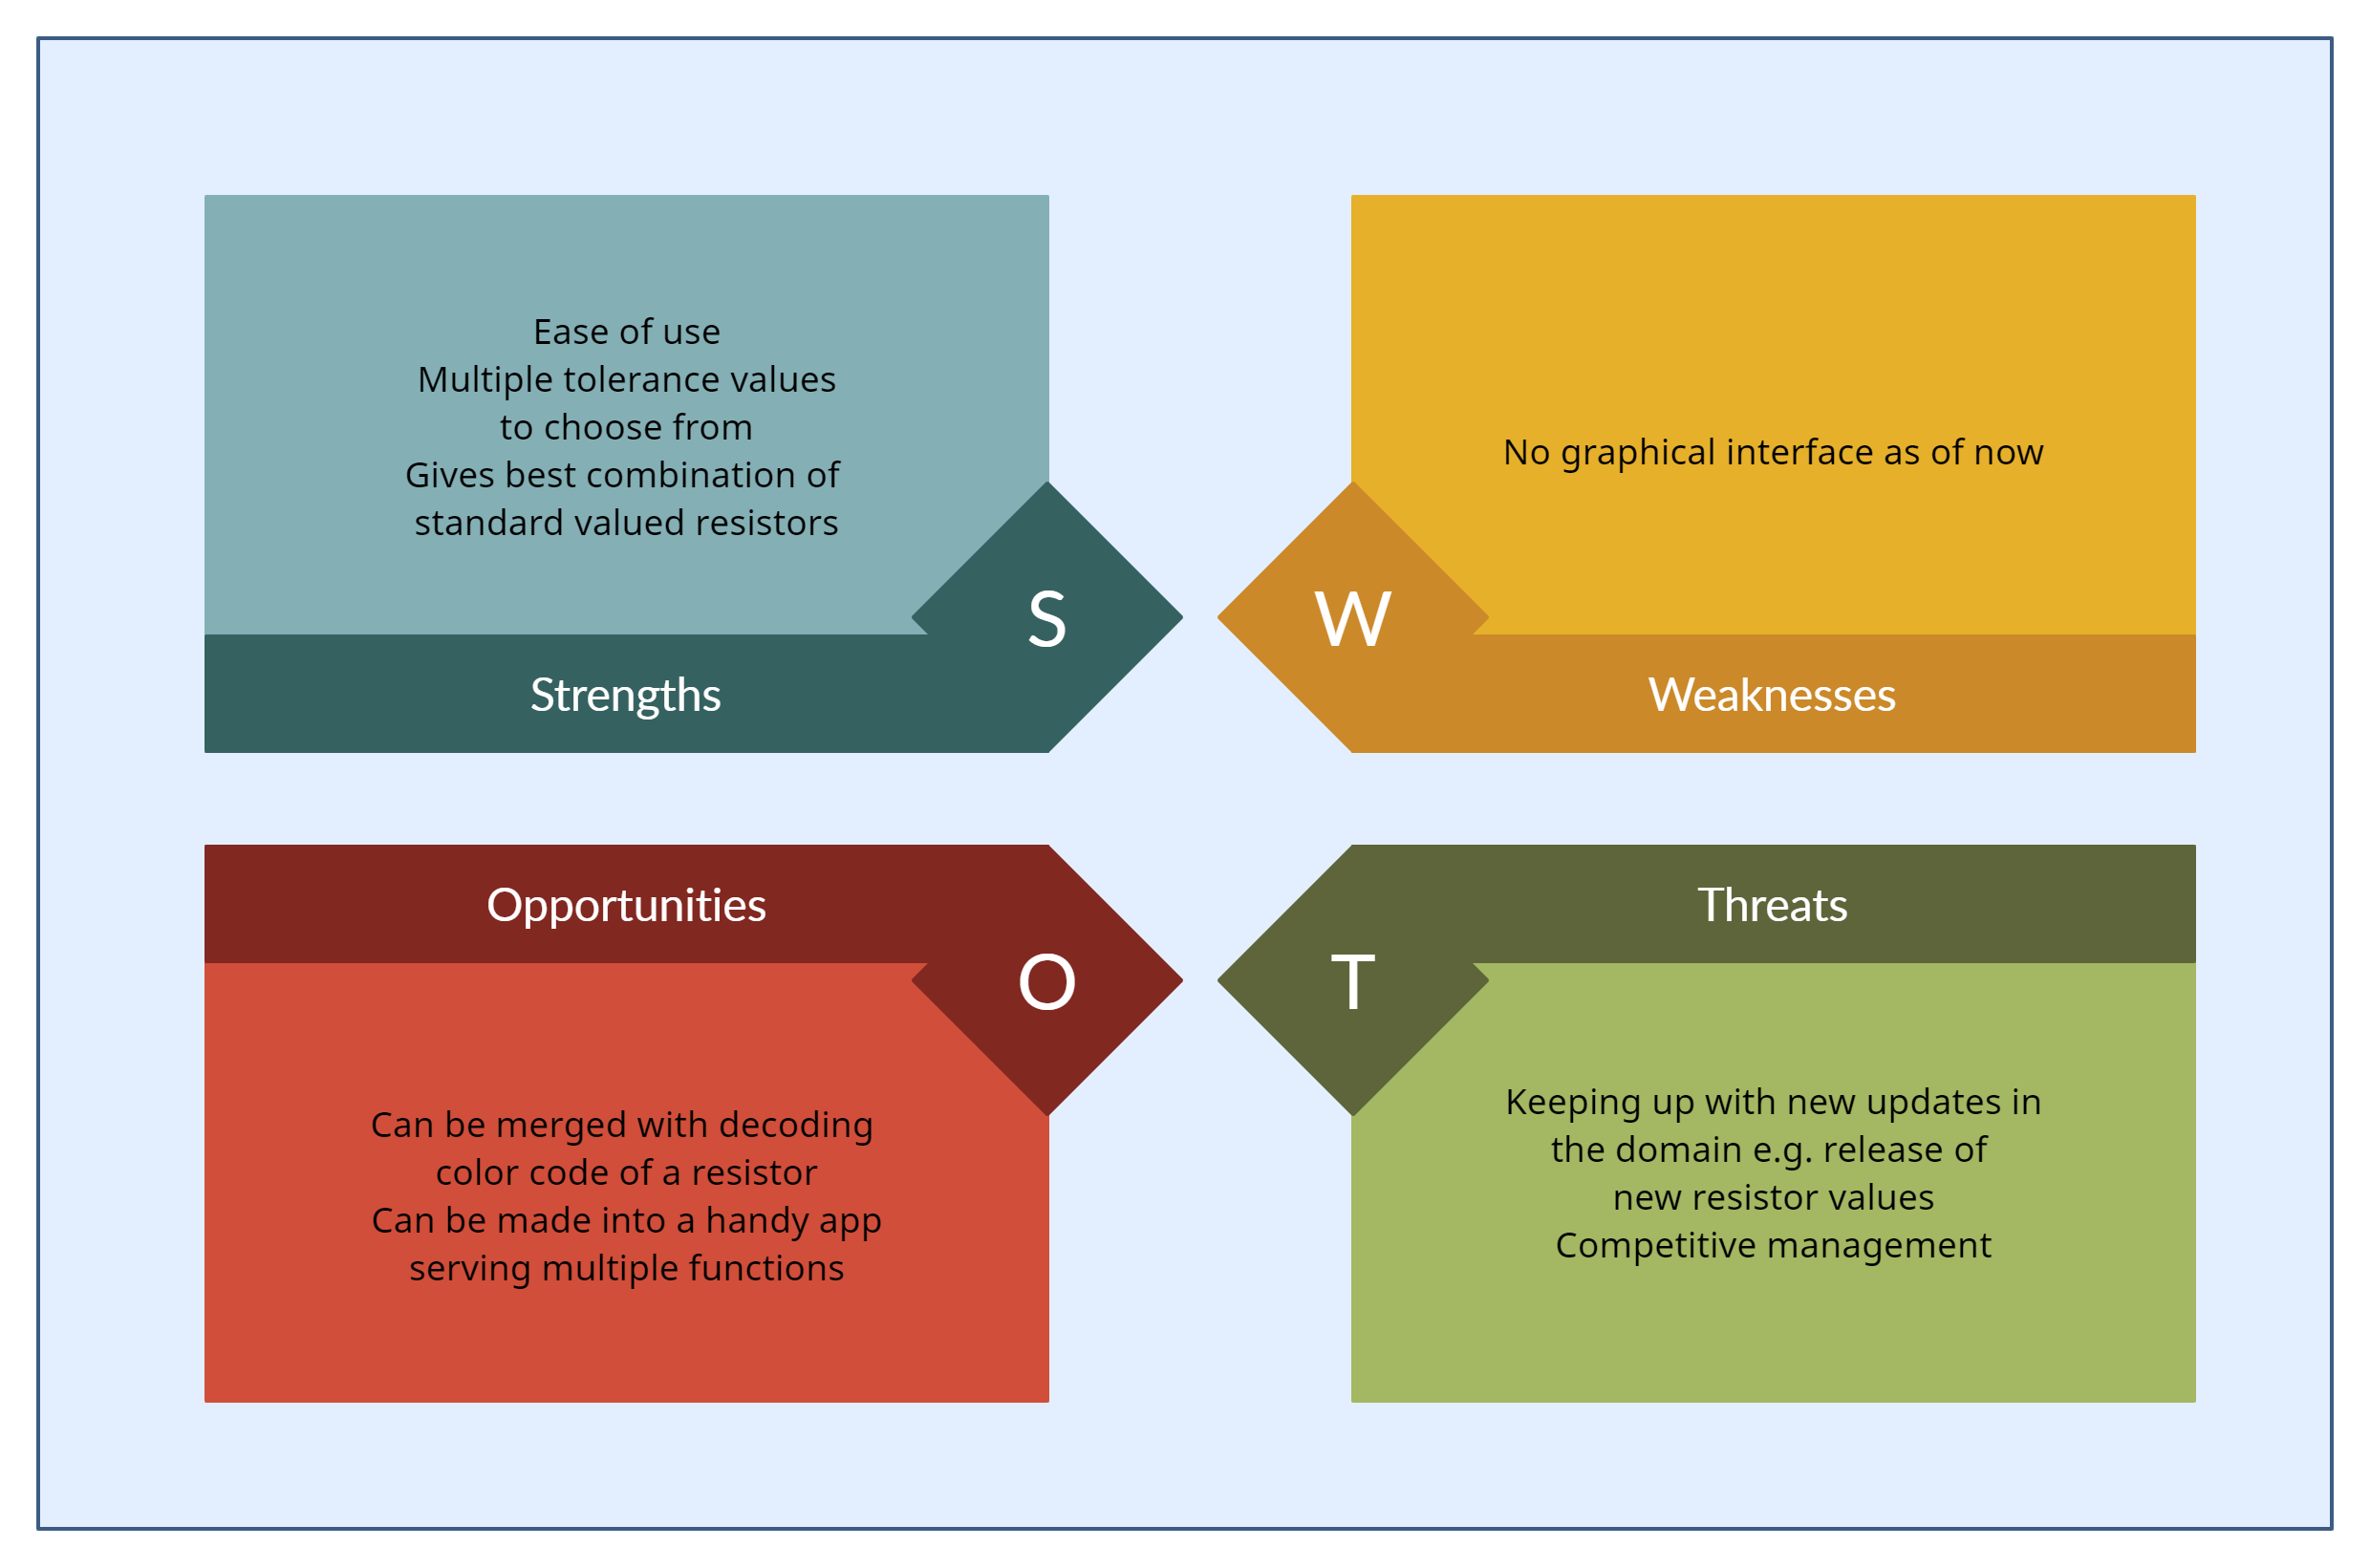 Ease of use
Multiple tolerance values
to choose from
Gives best combination of
standard valued resistors
S
Strengths
No graphical interface as of now
W
Weaknesses
Opportunities
O
Can be merged with decoding
color code of a resistor
Can be made into a handy app
serving multiple functions
Threats
T
Keeping up with new updates in
the domain e.g. release of
new resistor values
Competitive management